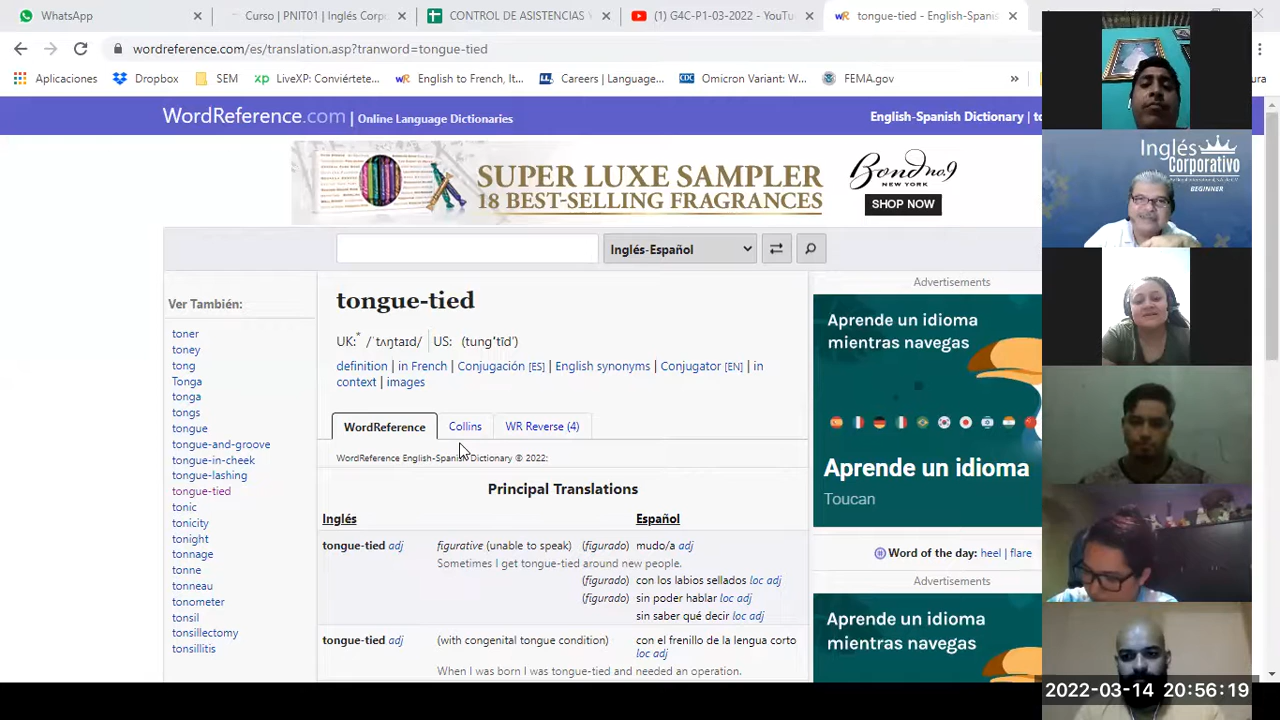 WhatsApp
Curso | PNIT01 | Inglés Corpo
CONTROL DE ASISTENCIAS
(1) G4C-P1-03-2022 - YouTu
tongue-tied - English-Spanis
wordreference.com/es/translation.asp?tranword=tongue-tied
Aplicaciones
Dropbox
SEM
LiveXP: Conviértete...
English to French, It...
Careers | Language...
Omicron Variant: W...
FEMA.gov
»
WordReference.com | Online Language Dictionaries
English-Spanish Dictionary |
SUPER LUXE SAMPLER
18 BEST-SELLING FRAGRANCES
Bond no.9
NEW YORK
SHOP NOW
Inglés-Español
Ver También:
toner
toney
tong
Tonga
tonga
tongs
tongue
tongue-and-groove
tongue-in-cheek
tongue-lashing
tongue-tied
tonic
tonicity
tonight
tonnage
tonne
tonneau
tonometer
tonsil
tonsillectomy
tonsillitis
tongue-tied
UK:* /ˈtʌŋtaɪd/ US: (tung′tīd′)
definition | in French | Conjugación [ES] | English synonyms | Conjugator [EN] | in
context | images
WordReference
Collins
WR Reverse (4)
WordReference English-Spanish Dictionary © 2022:
Principal Translations
Inglés
Español
tongue-tied adj figurative (unable to speak) (figurado) mudo/a adj
Sometimes I get tongue-tied around new people.
(figurado) con los labios sellados loc adj
(figurado) sin poder hablar loc adj
sin saber qué decir loc adj
tongue-tied adj (with congenital tongue condition) con el frenillo de la lengua corto
loc adj
When I was born I was tongue-tied and needed an operation.
Advertisements
Aprende un idioma
mientras navegas
Aprende un idioma
Toucan
Word of the day: heel | flare
Advertisements
Aprende un idioma
mientras navegas
Inglés
Corporativo
BEGINNER
2022-03-14 20:56:19